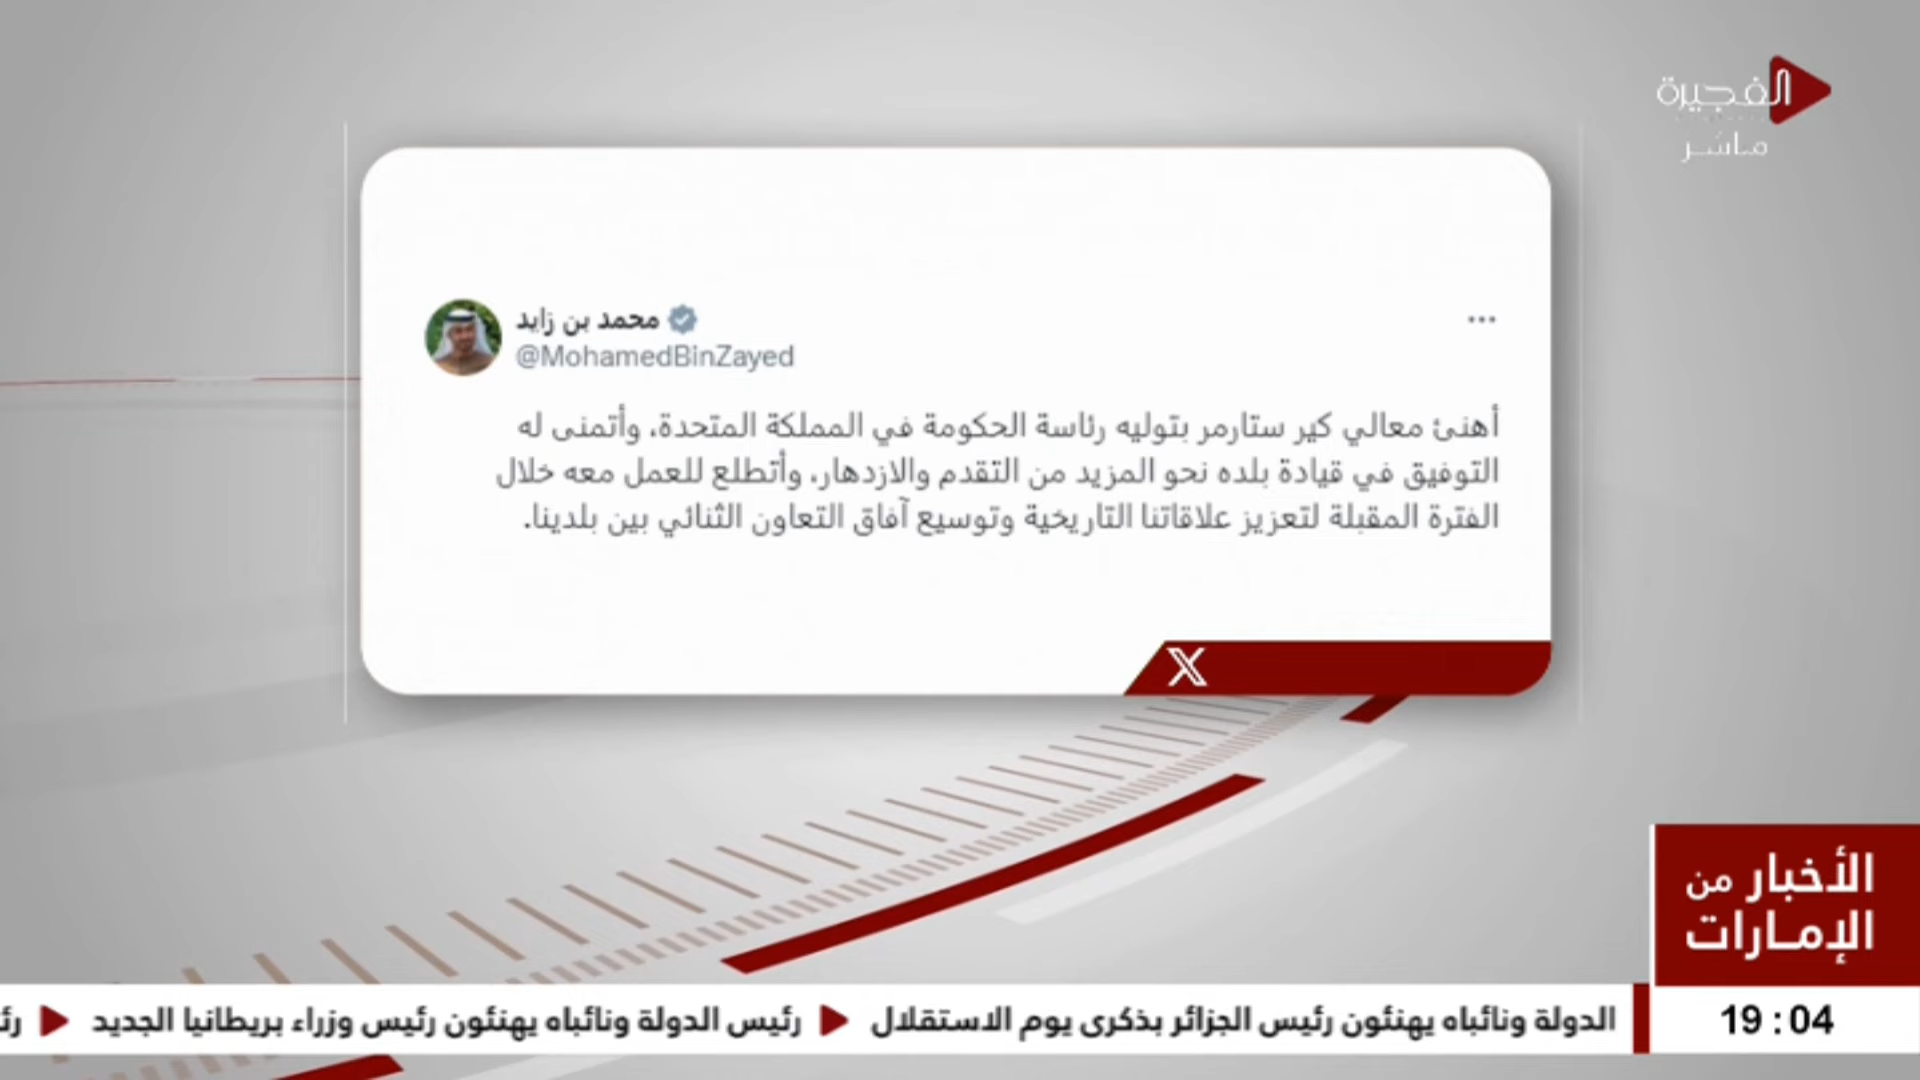 الفجيرة
مباشر
محمد بن زايد
@MohamedBinZayed
أهنئ معالي كير ستارمر بتوليه رئاسة الحكومة في المملكة المتحدة، وأتمنى له
التوفيق في قيادة بلده نحو المزيد من التقدم والازدهار، وأتطلع للعمل معه خلال
الفترة المقبلة لتعزيز علاقاتنا التاريخية وتوسيع آفاق التعاون الثنائي بين بلدينا.
الأخبار من
الإمارات
الدولة ونائباه يهنئون رئيس الجزائر بذكرى يوم الاستقلال رئيس الدولة ونائباه يهنئون رئيس وزراء بريطانيا الجديد
19:04